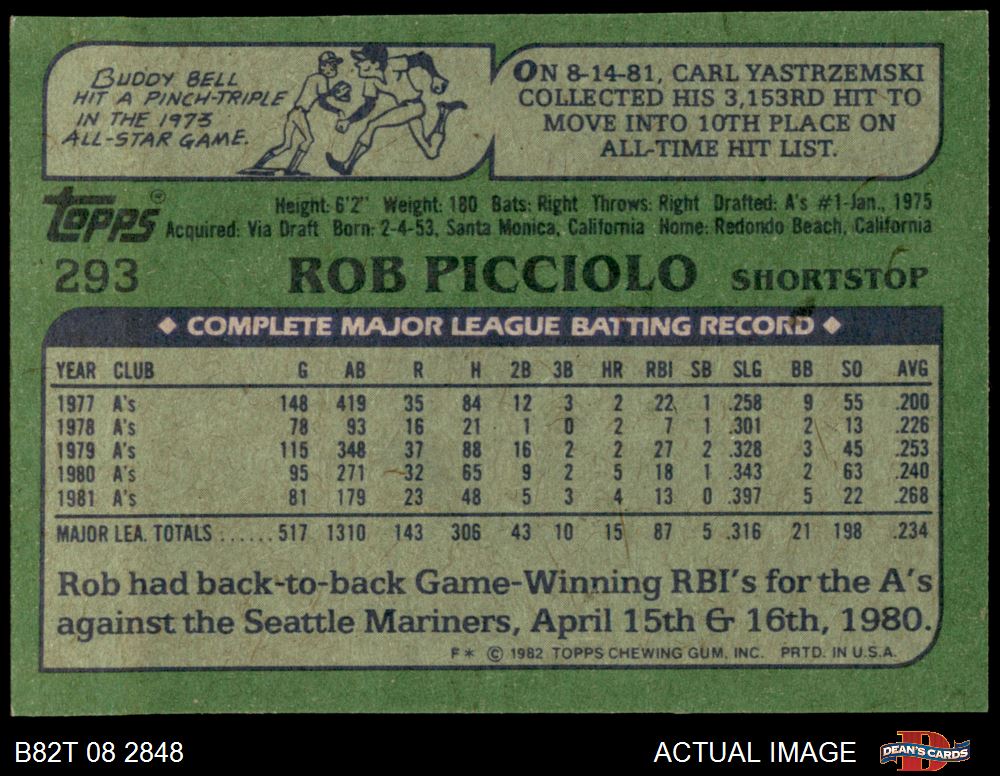 BUDDY BELL
HIT A PINCH-TRIPLE
IN THE 1973
ALL-STAR GAME.
ON 8-14-81, CARL YASTRZEMSKI
COLLECTED HIS 3,153RD HIT TO
MOVE INTO 10TH PLACE ON
ALL-TIME HIT LIST.
TOPPS®
Height: 6'2" Weight: 180 Bats: Right Throws: Right Drafted: A's #1-Jan., 1975
Acquired: Via Draft Born: 2-4-53, Santa Monica, California Home: Redondo Beach, California
293 ROB PICCIOLO SHORTSTOP
◆ COMPLETE MAJOR LEAGUE BATTING RECORD ◆
YEAR CLUB G AB R H 2B 3B HR RBI SB SLG BB SO AVG
1977 A's 148 419 35 84 12 3 2 22 1 .258 9 55 .200
1978 A's 78 93 16 21 1 0 2 7 1 .301 2 13 .226
1979 A's 115 348 37 88 16 2 2 27 2 .328 3 45 .253
1980 A's 95 271 32 65 9 2 5 18 1 .343 2 63 .240
1981 A's 81 179 23 48 5 3 4 13 0 .397 5 22 .268
MAJOR LEA. TOTALS ...... 517 1310 143 306 43 10 15 87 5 .316 21 198 .234
Rob had back-to-back Game-Winning RBI's for the A's
against the Seattle Mariners, April 15th & 16th, 1980.
F* © 1982 TOPPS CHEWING GUM, INC. PRTD. IN U.S.A.
B82T 08 2848
ACTUAL IMAGE
D
DEAN'S CARDS